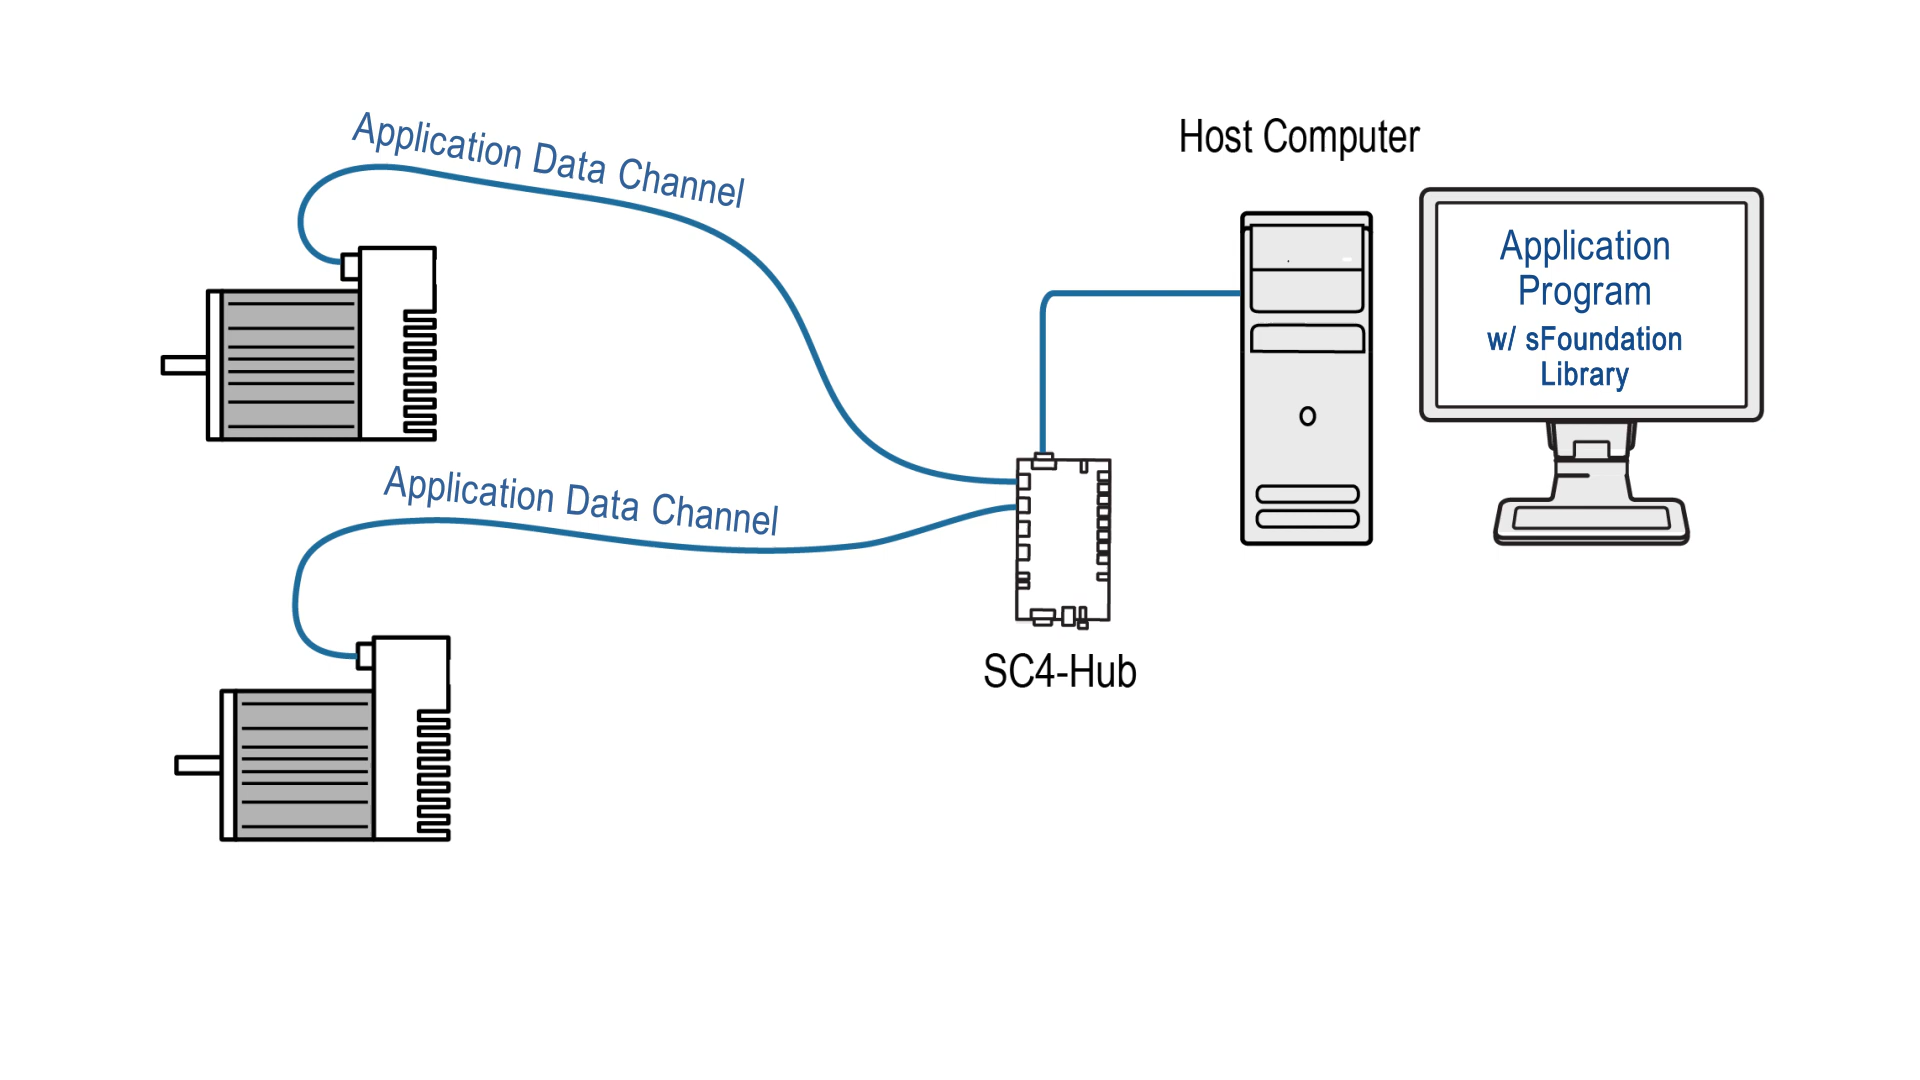 Application Data Channel
Host Computer
Application
Program
w/ sFoundation
Library
Application Data Channel
SC4-Hub